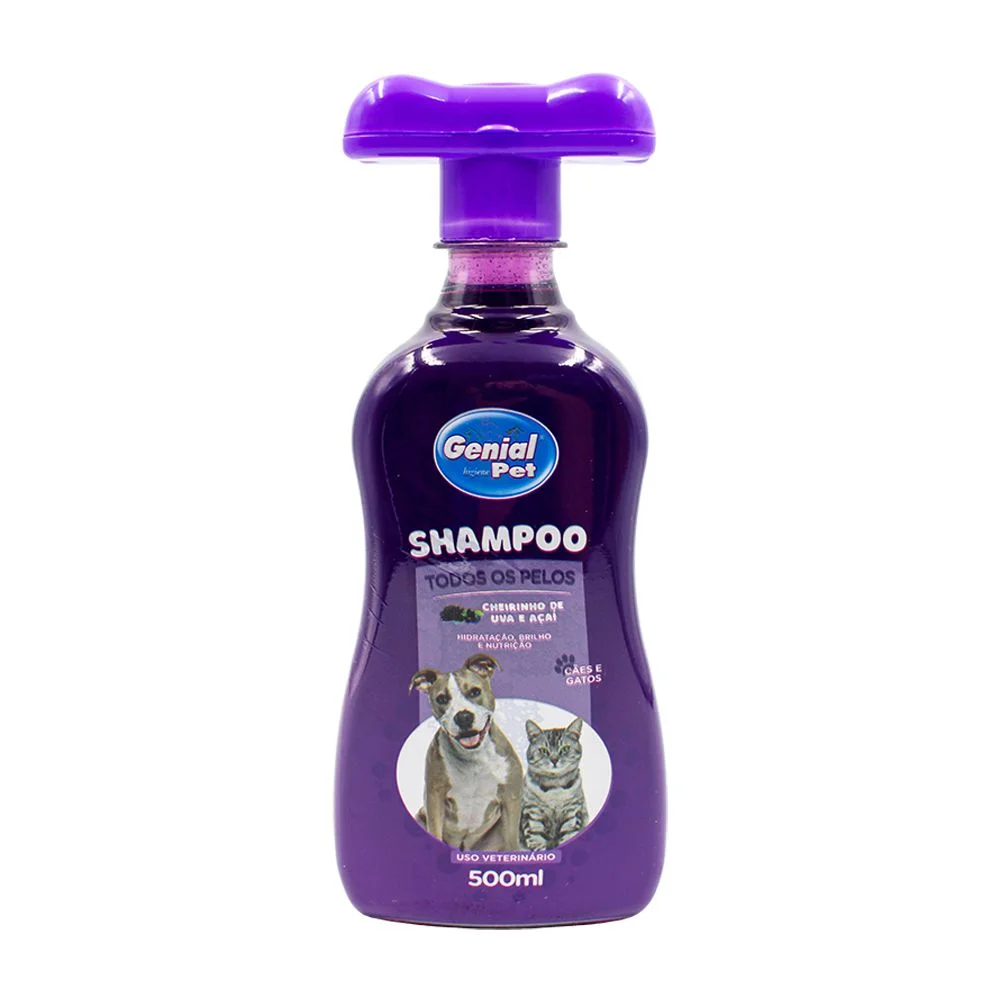 Genial
higiene Pet
SHAMPOO
TODOS OS PELOS
CHEIRINHO DE
UVA E AÇAÍ
HIDRATAÇÃO, BRILHO
E NUTRIÇÃO
CÃES E
GATOS
USO VETERINÁRIO
500ml